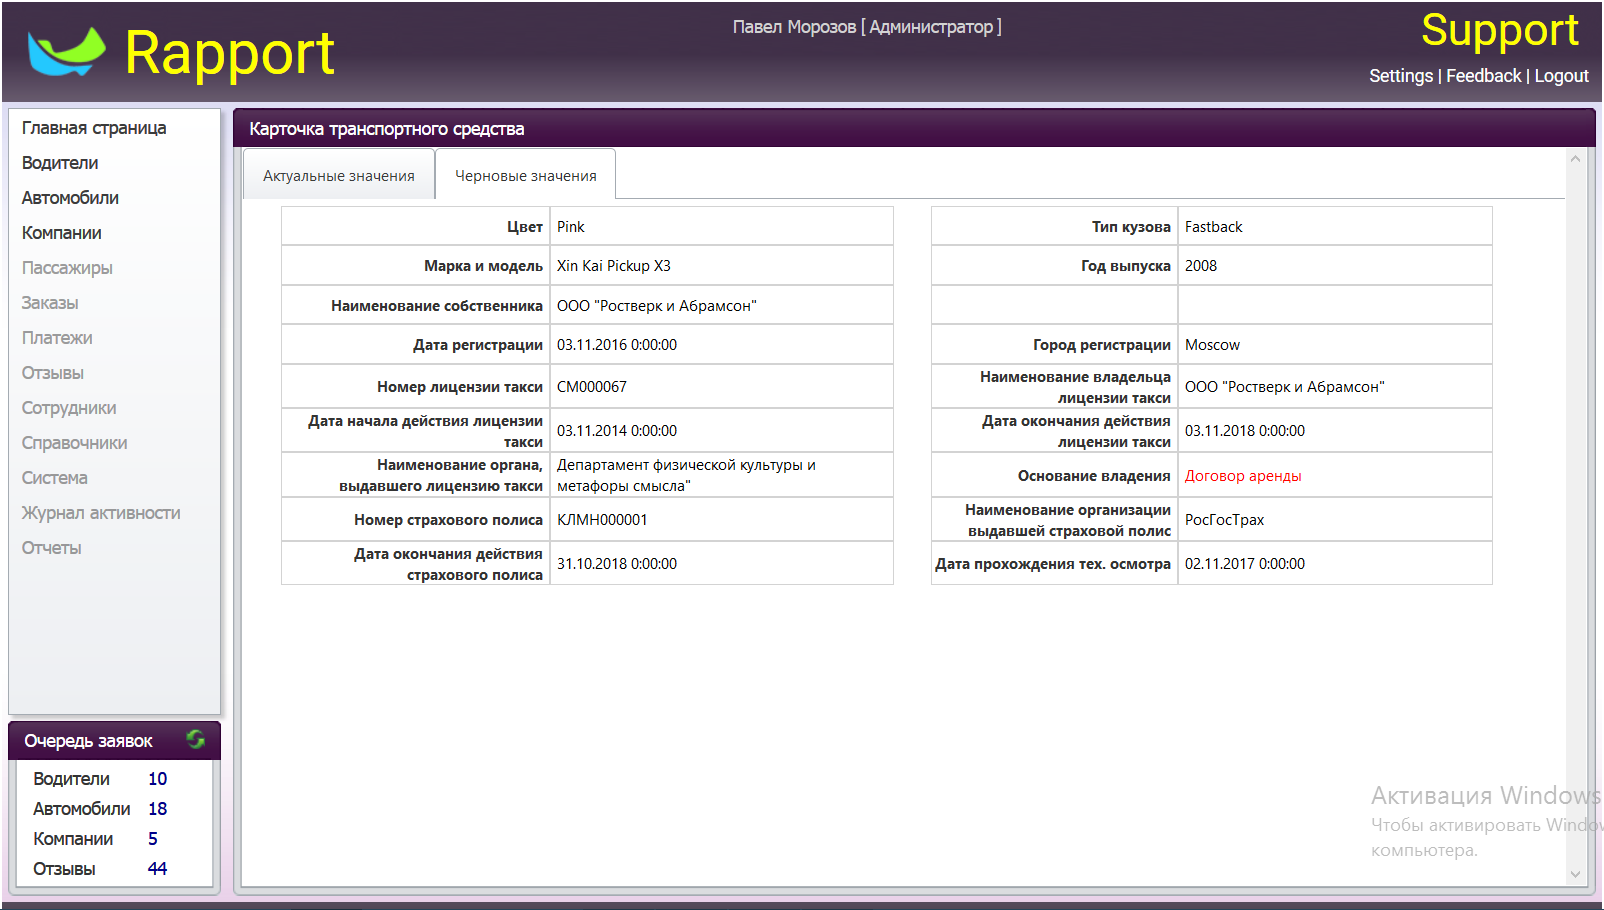 Rapport
Павел Морозов [ Администратор ]
Support
Settings | Feedback | Logout
Главная страница
Водители
Автомобили
Компании
Пассажиры
Заказы
Платежи
Отзывы
Сотрудники
Справочники
Система
Журнал активности
Отчеты
Очередь заявок
Водители 10
Автомобили 18
Компании 5
Отзывы 44
Карточка транспортного средства
Актуальные значения Черновые значения
Цвет Pink Тип кузова Fastback
Марка и модель Xin Kai Pickup X3 Год выпуска 2008
Наименование собственника ООО "Ростверк и Абрамсон"
Дата регистрации 03.11.2016 0:00:00 Город регистрации Moscow
Номер лицензии такси СМ000067
Наименование владельца
лицензии такси ООО "Ростверк и Абрамсон"
Дата начала действия лицензии
такси 03.11.2014 0:00:00
Дата окончания действия
лицензии такси 03.11.2018 0:00:00
Наименование органа,
выдавшего лицензию такси
Департамент физической культуры и
метафоры смысла"
Основание владения Договор аренды
Номер страхового полиса КЛМН000001
Наименование организации
выдавшей страховой полис РосГосТрах
Дата окончания действия
страхового полиса 31.10.2018 0:00:00
Дата прохождения тех. осмотра 02.11.2017 0:00:00
Активация Windows
Чтобы активировать Window
компьютера.